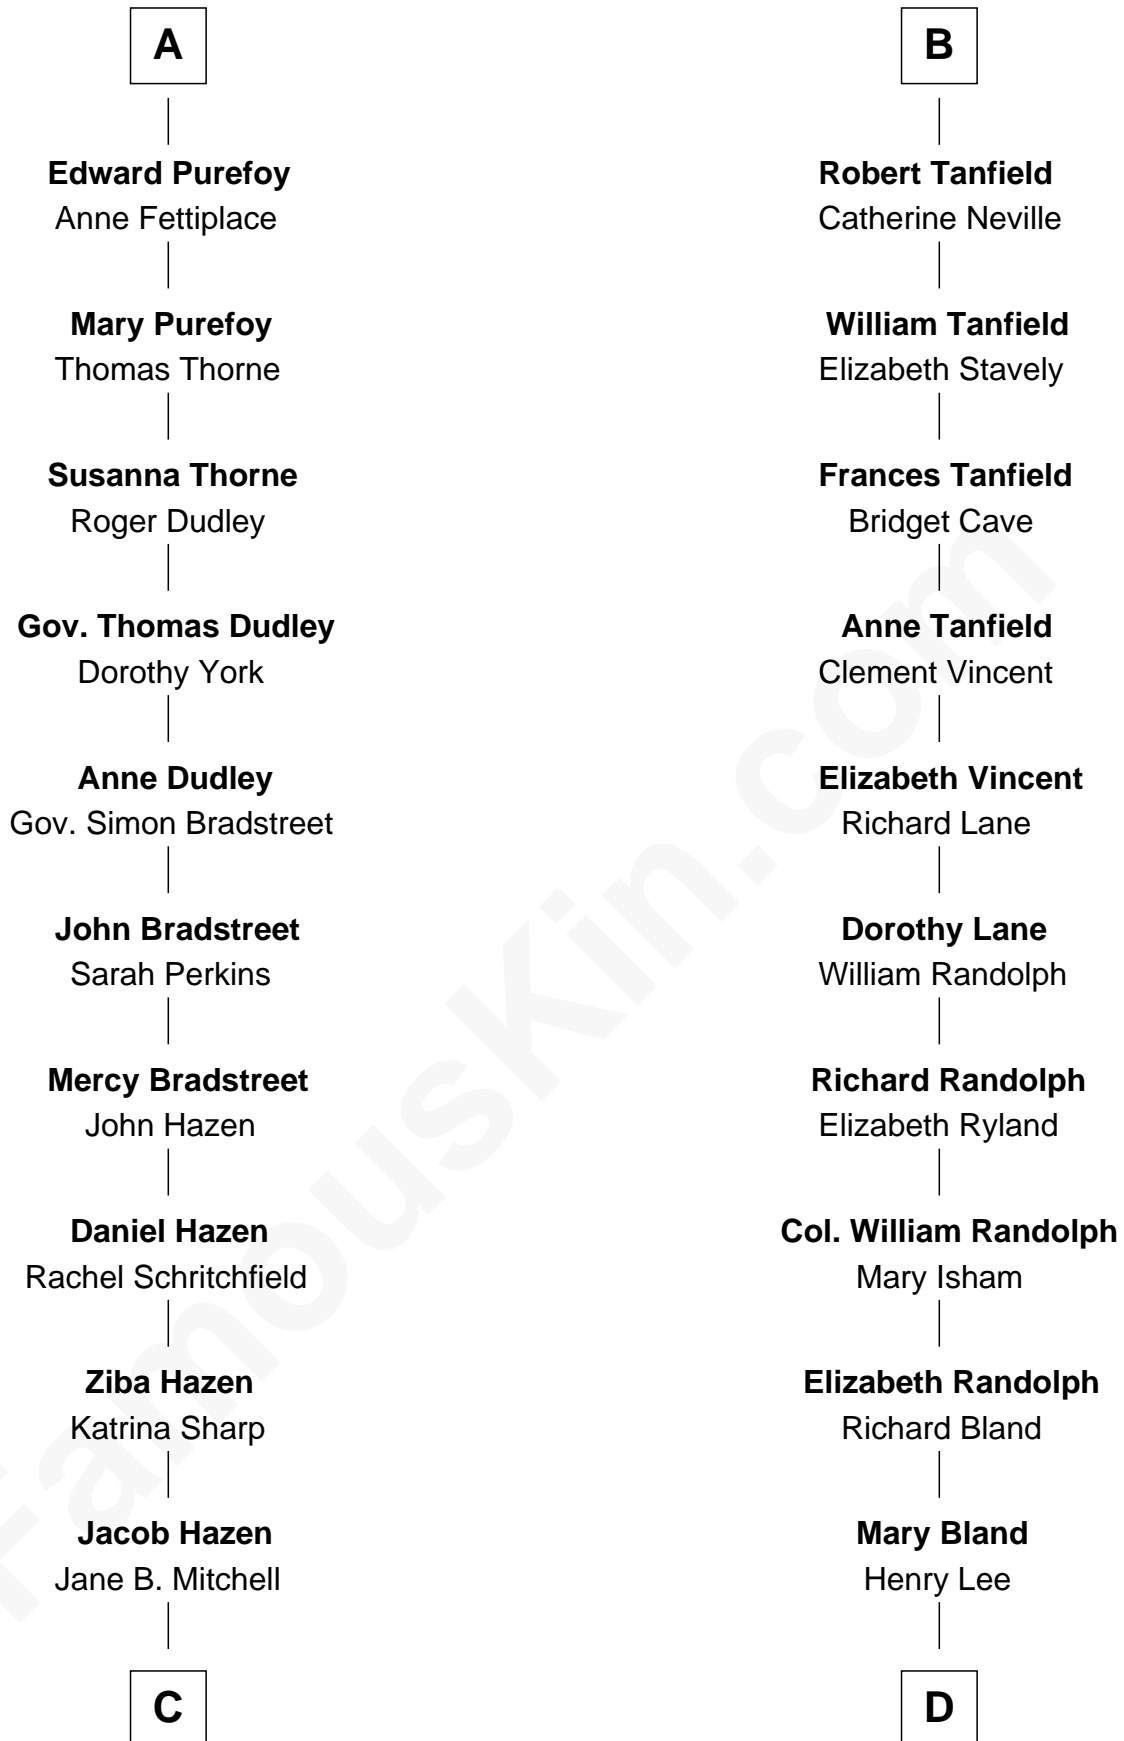 A
Edward Purefoy
Anne Fettiplace
Mary Purefoy
Thomas Thorne
Susanna Thorne
Roger Dudley
Gov. Thomas Dudley
Dorothy York
Anne Dudley
Gov. Simon Bradstreet
John Bradstreet
Sarah Perkins
Mercy Bradstreet
John Hazen
Daniel Hazen
Rachel Schritchfield
Ziba Hazen
Katrina Sharp
Jacob Hazen
Jane B. Mitchell
C
B
Robert Tanfield
Catherine Neville
William Tanfield
Elizabeth Stavely
Frances Tanfield
Bridget Cave
Anne Tanfield
Clement Vincent
Elizabeth Vincent
Richard Lane
Dorothy Lane
William Randolph
Richard Randolph
Elizabeth Ryland
Col. William Randolph
Mary Isham
Elizabeth Randolph
Richard Bland
Mary Bland
Henry Lee
D
FamousKin.com